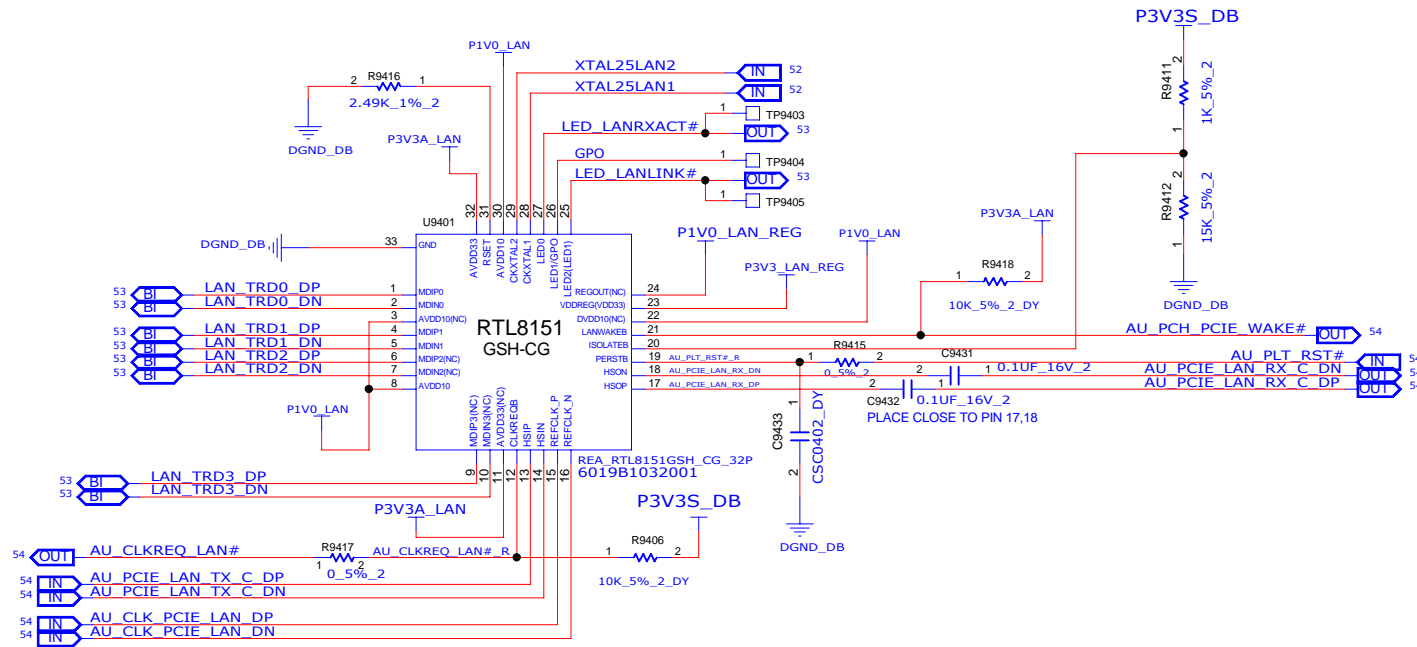 P3V3S_DB
P1V0_LAN
XTAL25LAN2
IN
52
2
R9416
1
2.49K_1%_2
XTAL25LAN1
IN
52
R9411
2
1
1K_5%_2
1
TP9403
LED_LANRXACT#
OUT
53
P3V3A_LAN
DGND_DB
GPO
1
TP9404
LED_LANLINK#
OUT
53
1
TP9405
R9412
2
1
15K_5%_2
U9401
32
31
30
29
28
27
26
25
AVDD33
RSET
AVDD10
CKXTAL2
CKXTAL1
LED0
LED1/GPO
LED2(LED1)
P1V0_LAN_REG
P1V0_LAN
P3V3A_LAN
DGND_DB
33
GND
P3V3_LAN_REG
1
R9418
2
10K_5%_2_DY
DGND_DB
53
BI
LAN_TRD0_DP
1
MDIP0
REGOUT(NC)
24
53
BI
LAN_TRD0_DN
2
MDIN0
VDDREG(VDD33)
23
3
AVDD10(NC)
DVDD10(NC)
22
53
BI
LAN_TRD1_DP
4
MDIP1
RTL8151
GSH-CG
LANWAKEB
21
AU_PCH_PCIE_WAKE#
OUT
54
53
BI
LAN_TRD1_DN
5
MDIN1
ISOLATEB
20
53
BI
LAN_TRD2_DP
6
MDIP2(NC)
PERSTB
19
AU_PLT_RST#_R
1
R9415
2
0_5%_2
AU_PLT_RST#
IN
54
53
BI
LAN_TRD2_DN
7
MDIN2(NC)
HSON
18
AU_PCIE_LAN_RX_DN
2
C9431
1
0.1UF_16V_2
AU_PCIE_LAN_RX_C_DN
OUT
54
8
AVDD10
HSOP
17
AU_PCIE_LAN_RX_DP
2
C9432
1
0.1UF_16V_2
AU_PCIE_LAN_RX_C_DP
OUT
54
PLACE CLOSE TO PIN 17,18
P1V0_LAN
MDIP3(NC)
MDIN3(NC)
AVDD33(NC)
CLKREQB
HSIP
HSIN
REFCLK_P
REFCLK_N
9
10
11
12
13
14
15
16
REA_RTL8151GSH_CG_32P
6019B1032001
1
C9433
2
CSC0402_DY
DGND_DB
53
BI
LAN_TRD3_DP
53
BI
LAN_TRD3_DN
P3V3A_LAN
P3V3S_DB
54
OUT
AU_CLKREQ_LAN#
R9417
1
2
0_5%_2
AU_CLKREQ_LAN#_R
1
R9406
2
10K_5%_2_DY
54
IN
AU_PCIE_LAN_TX_C_DP
54
IN
AU_PCIE_LAN_TX_C_DN
54
IN
AU_CLK_PCIE_LAN_DP
54
IN
AU_CLK_PCIE_LAN_DN